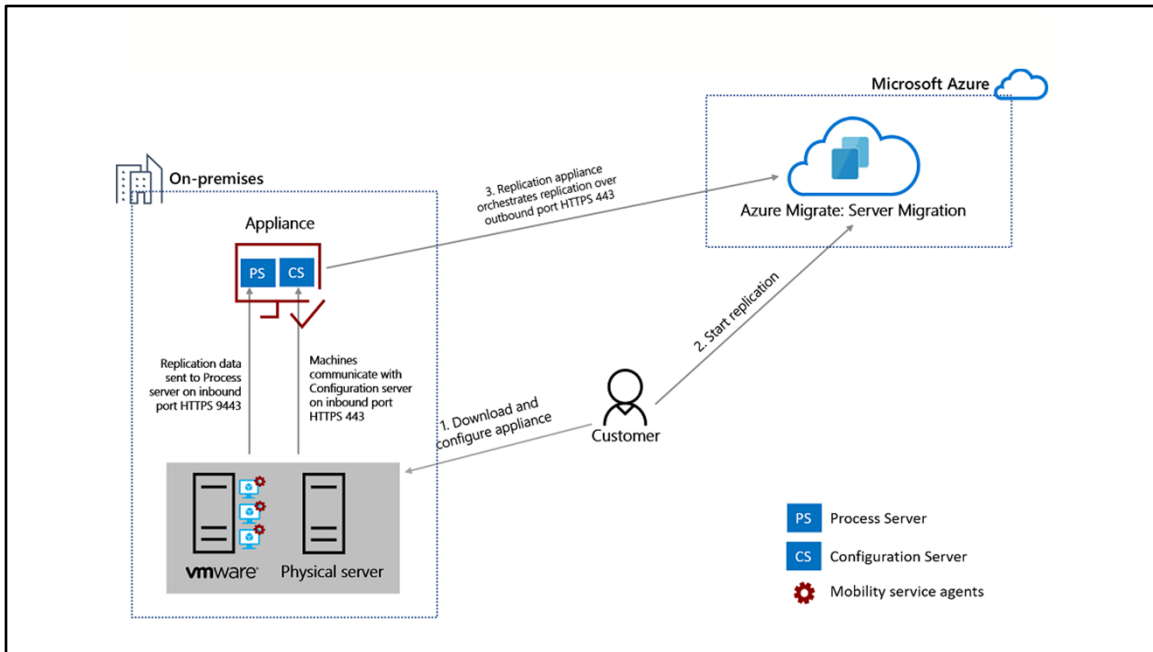 Microsoft Azure
On-premises
3. Replication appliance
orchestrates replication over
outbound port HTTPS 443
Azure Migrate: Server Migration
Appliance
PS
CS
Replication data
sent to Process
server on inbound
port HTTPS 9443
Machines
communicate with
Configuration server
on inbound port
HTTPS 443
2. Start replication
1. Download and
configure appliance
Customer
vmware®
Physical server
PS
Process Server
CS
Configuration Server
Mobility service agents